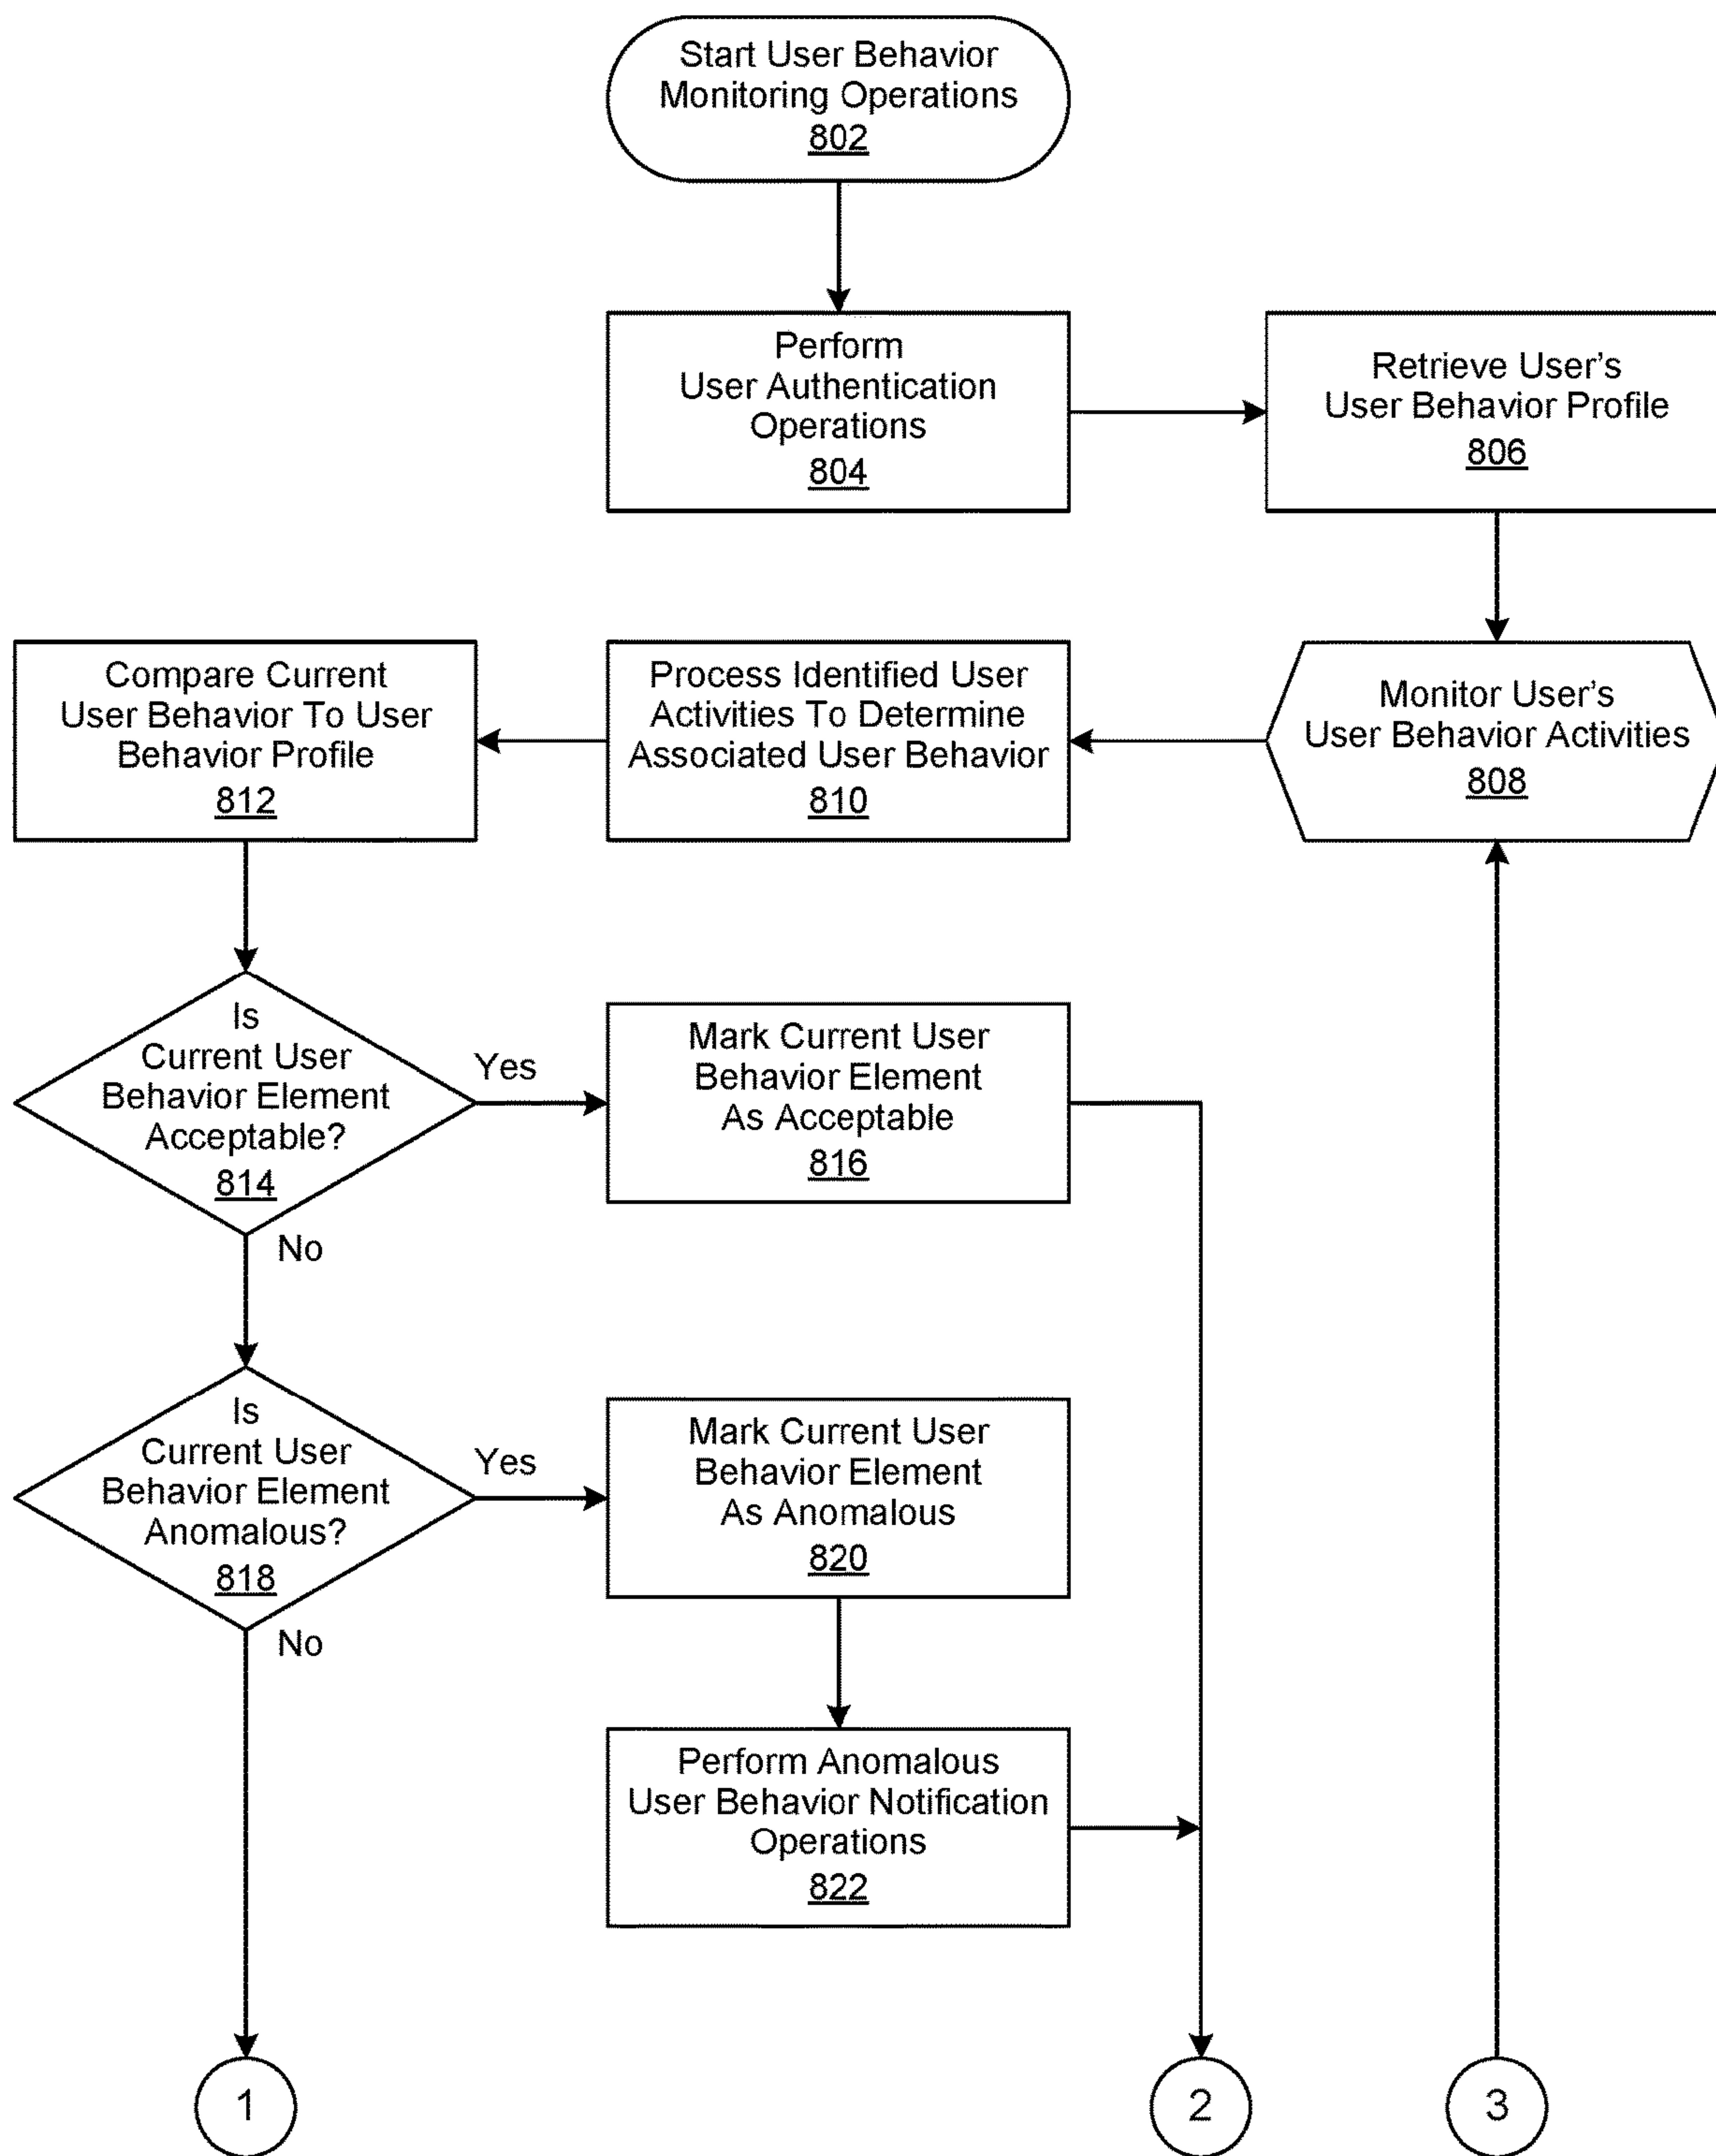 Start User Behavior
Monitoring Operations
802
Perform
User Authentication
Operations
804
Retrieve User's
User Behavior Profile
806
Compare Current
User Behavior To User
Behavior Profile
812
Process Identified User
Activities To Determine
Associated User Behavior
810
Monitor User's
User Behavior Activities
808
Is
Current User
Behavior Element
Acceptable?
814
Yes
No
Mark Current User
Behavior Element
As Acceptable
816
Is
Current User
Behavior Element
Anomalous?
818
Yes
No
Mark Current User
Behavior Element
As Anomalous
820
Perform Anomalous
User Behavior Notification
Operations
822
1
2
3